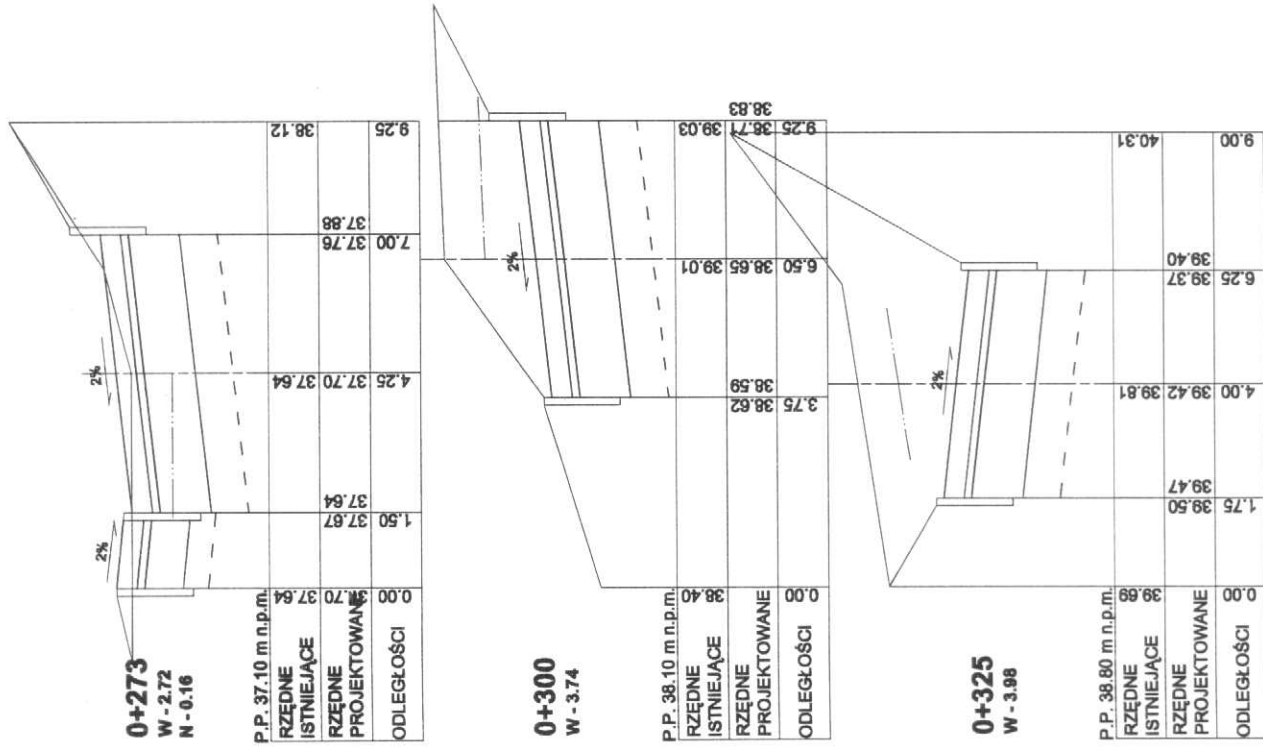 0+273
W - 2.72
N - 0.16
2%
2%
P.P. 37.10 m n.p.m.
RZĘDNE ISTNIEJĄCE
37.64 37.64 38.12
RZĘDNE PROJEKTOWANE
37.70 37.67 37.64 37.70 37.76 37.88
ODLEGŁOŚCI
0.00 1.50 4.25 7.00 9.25
0+300
W - 3.74
2%
P.P. 38.10 m n.p.m.
RZĘDNE ISTNIEJĄCE
38.40 39.01 39.03
RZĘDNE PROJEKTOWANE
38.62 38.59 38.65 38.71 38.83
ODLEGŁOŚCI
0.00 3.75 6.50 9.25
0+325
W - 3.98
2%
P.P. 38.80 m n.p.m.
RZĘDNE ISTNIEJĄCE
39.69 39.81 40.31
RZĘDNE PROJEKTOWANE
39.50 39.47 39.42 39.37 39.40
ODLEGŁOŚCI
0.00 1.75 4.00 6.25 9.00